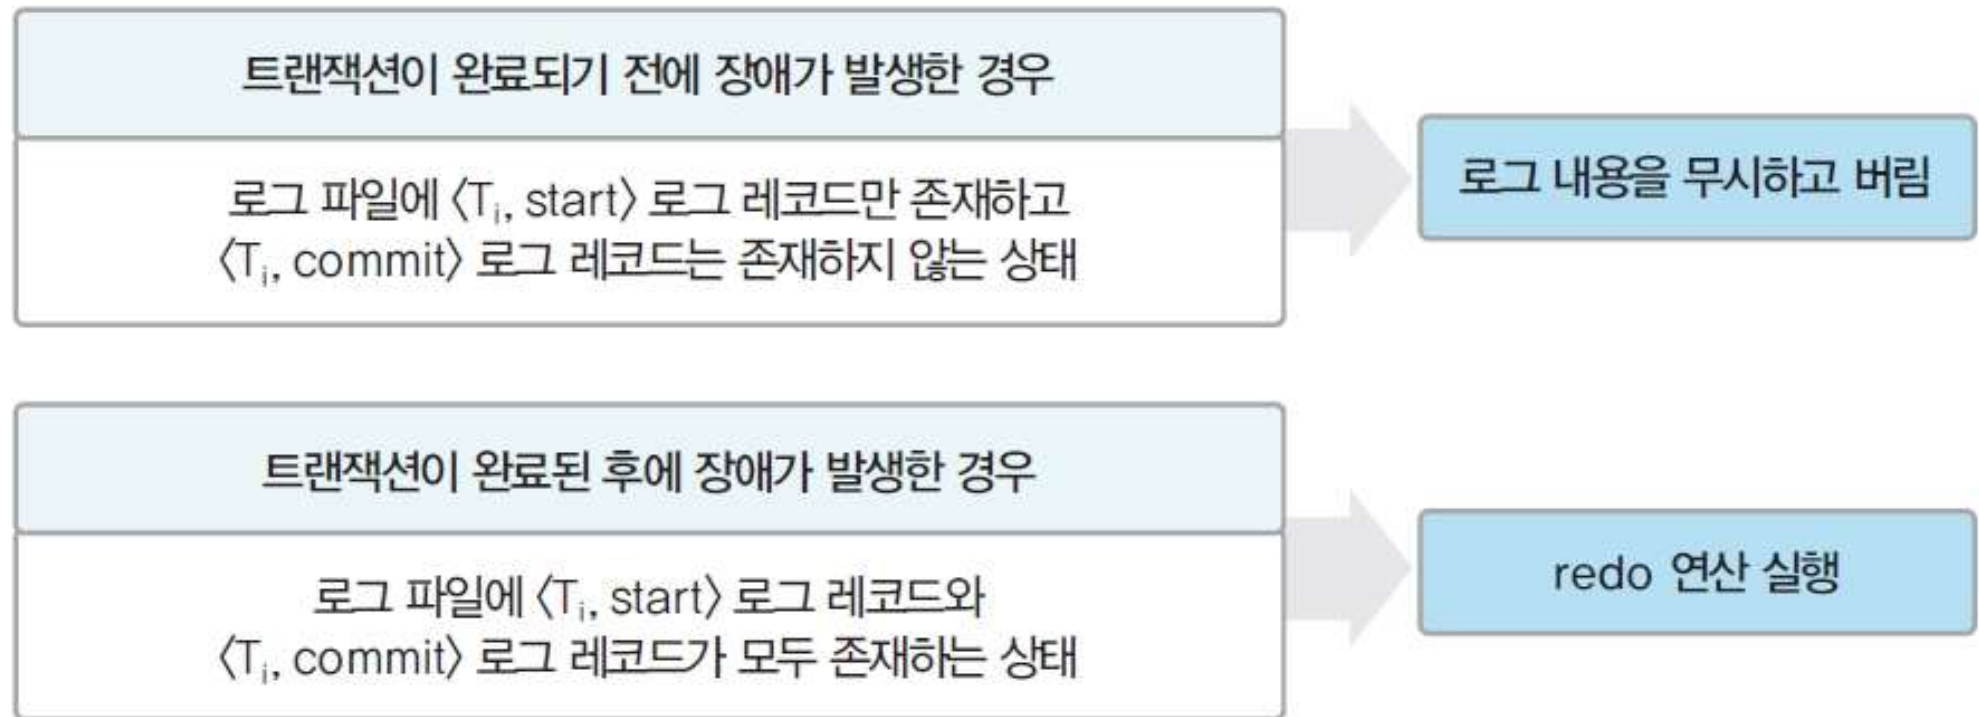 트랜잭션이 완료되기 전에 장애가 발생한 경우
로그 파일에 〈Ti, start〉 로그 레코드만 존재하고
〈Ti, commit〉 로그 레코드는 존재하지 않는 상태
로그 내용을 무시하고 버림
트랜잭션이 완료된 후에 장애가 발생한 경우
로그 파일에 〈Ti, start〉 로그 레코드와
〈Ti, commit〉 로그 레코드가 모두 존재하는 상태
redo 연산 실행